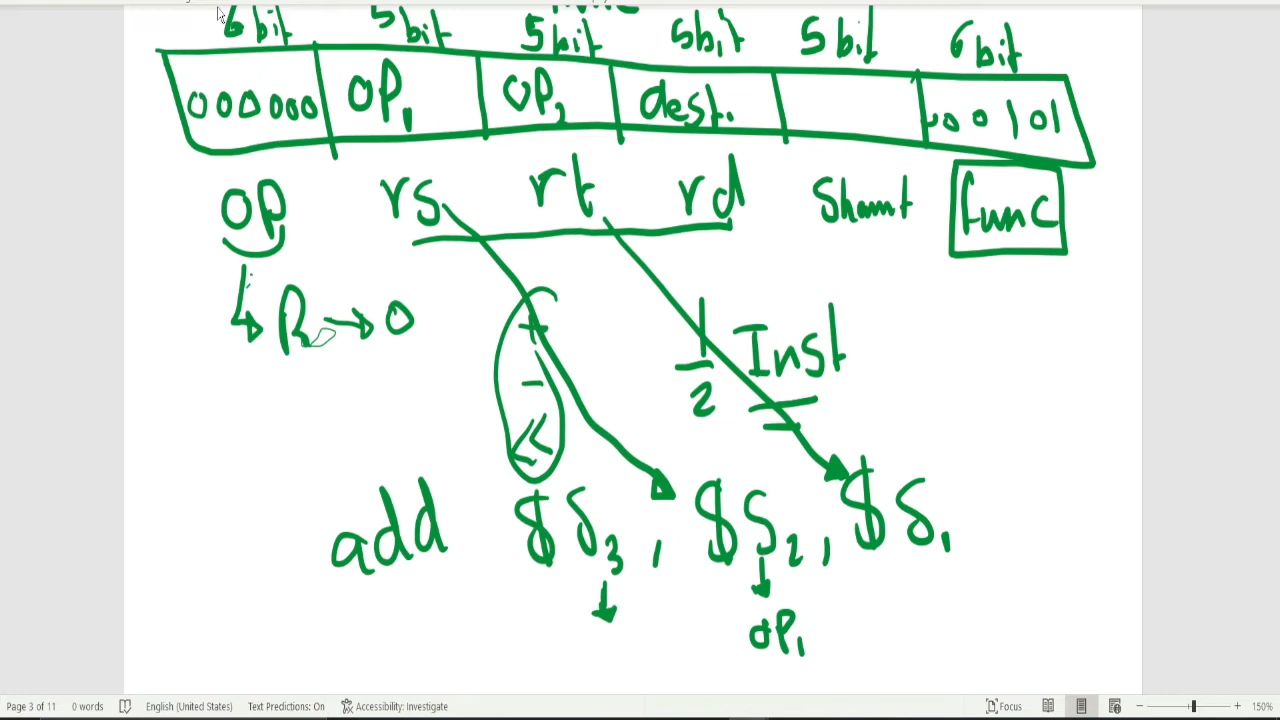 6 bit 5 bit 5 bit 5 bit 5 bit 6 bit
000000 OP1 OP2 dest.
OP rs rt rd Shamt func
R → 0
+
-
<<
1
2
Inst
add $S3, $S2, $S1
OP1
Page 3 of 11 0 words English (United States) Text Predictions: On Accessibility: Investigate Focus 150%